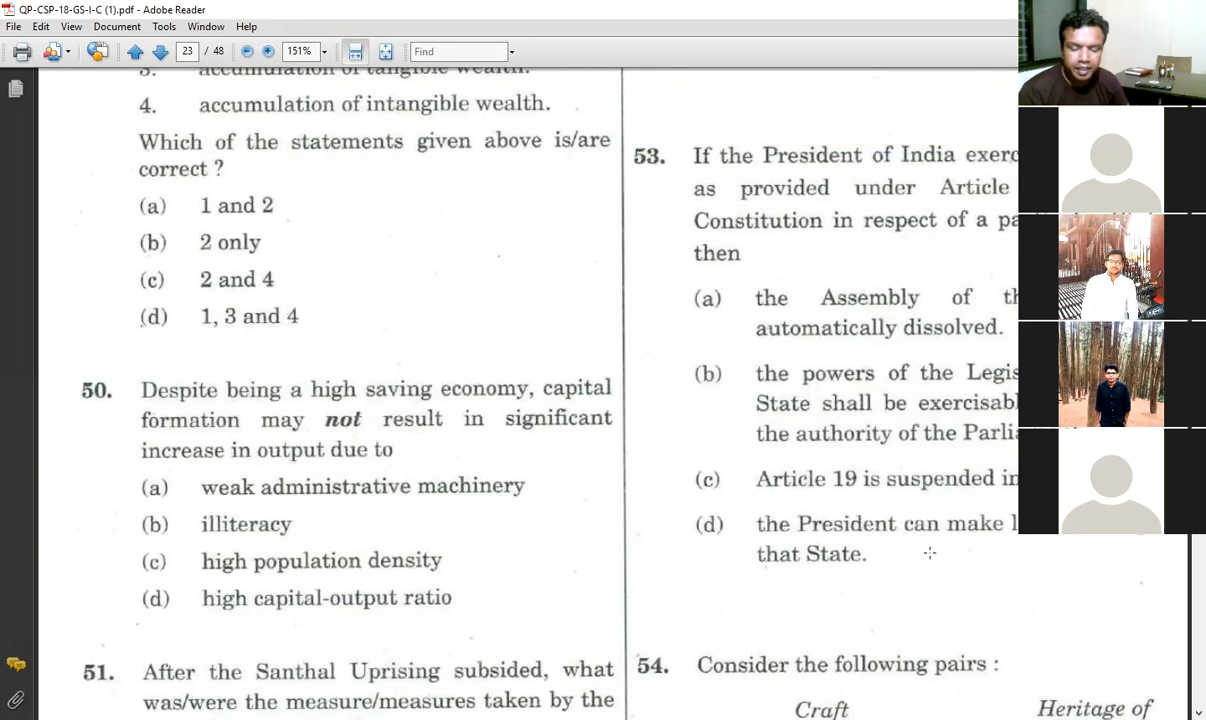 QP-CSP-18-GS-I-C (1).pdf - Adobe Reader
File Edit View Document Tools Window Help
23 / 48 151% Find
3. accumulation of tangible wealth.
4. accumulation of intangible wealth.
Which of the statements given above is/are
correct ?
(a) 1 and 2
(b) 2 only
(c) 2 and 4
(d) 1, 3 and 4
50. Despite being a high saving economy, capital
formation may not result in significant
increase in output due to
(a) weak administrative machinery
(b) illiteracy
(c) high population density
(d) high capital-output ratio
51. After the Santhal Uprising subsided, what
was/were the measure/measures taken by the
53. If the President of India exerc
as provided under Article
Constitution in respect of a pa
then
(a) the Assembly of th
automatically dissolved.
(b) the powers of the Legis
State shall be exercisabl
the authority of the Parlia
(c) Article 19 is suspended in
(d) the President can make l
that State.
54. Consider the following pairs :
Craft Heritage of